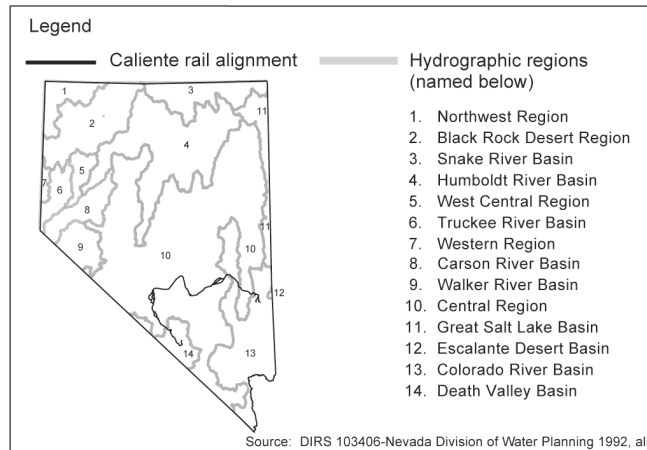 Legend
Caliente rail alignment
Hydrographic regions
(named below)
1. Northwest Region
2. Black Rock Desert Region
3. Snake River Basin
4. Humboldt River Basin
5. West Central Region
6. Truckee River Basin
7. Western Region
8. Carson River Basin
9. Walker River Basin
10. Central Region
11. Great Salt Lake Basin
12. Escalante Desert Basin
13. Colorado River Basin
14. Death Valley Basin
1
3
11
2
4
5
7
6
8
11
9
10
10
12
13
14
Source: DIRS 103406-Nevada Division of Water Planning 1992, al